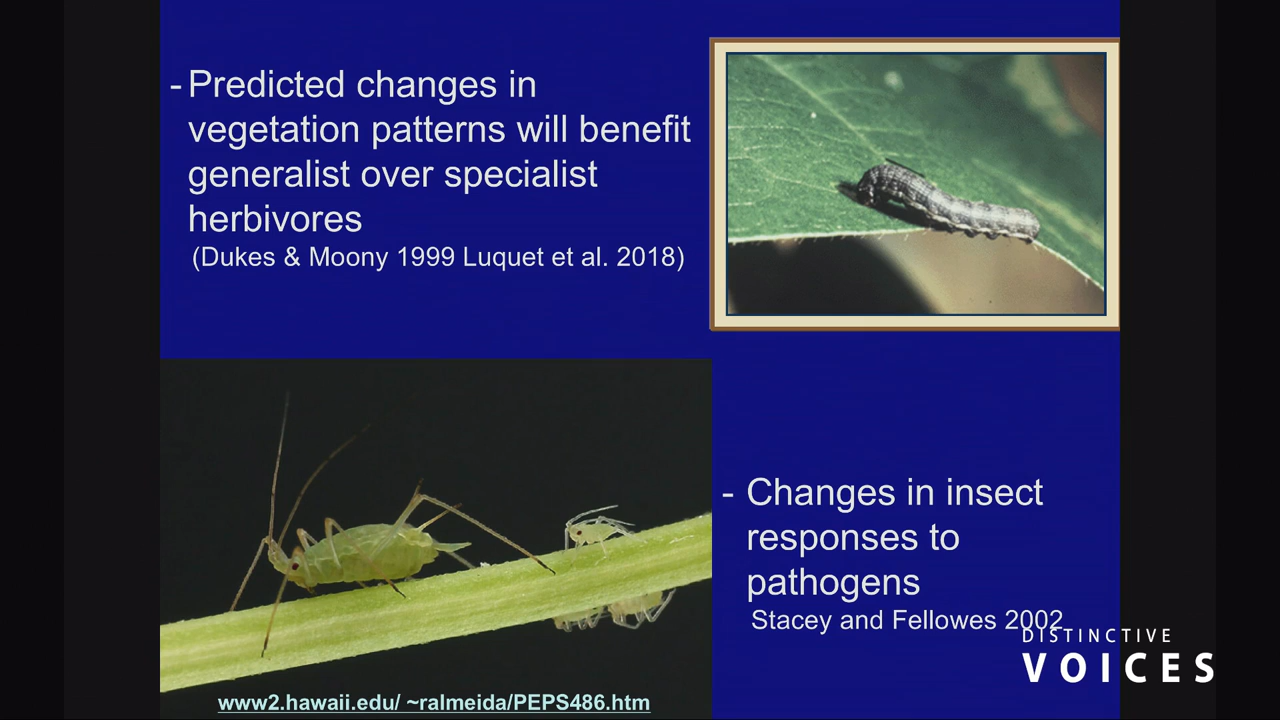 - Predicted changes in
vegetation patterns will benefit
generalist over specialist
herbivores
(Dukes & Moony 1999 Luquet et al. 2018)
- Changes in insect
responses to
pathogens
Stacey and Fellowes 2002
DISTINCTIVE
VOICES
www2.hawaii.edu/ ~ralmeida/PEPS486.htm